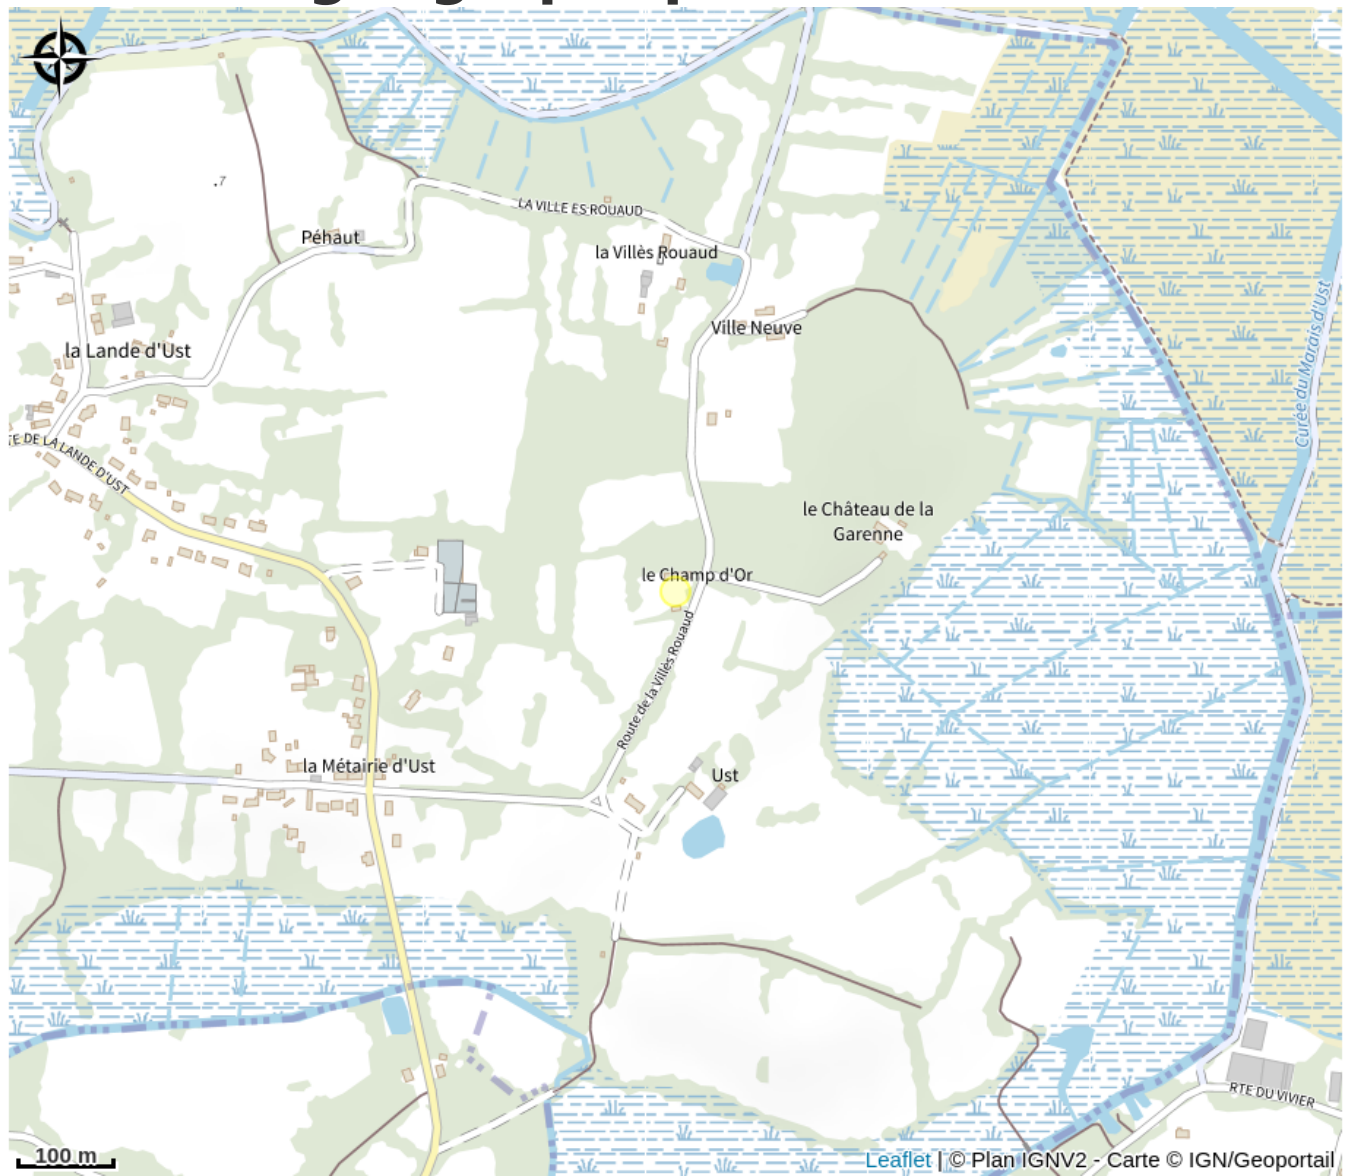 .7
LA VILLE ES ROUAUD
Péhaut
la Villès Rouaud
Ville Neuve
la Lande d'Ust
Curée du Marais d'Ust
TE DE LA LANDE D'UST
le Château de la
Garenne
le Champ d'Or
Route de la Villès Rouaud
la Métairie d'Ust
Ust
RTE DU VIVIER
100 m
Leaflet | © Plan IGNV2 - Carte © IGN/Geoportail